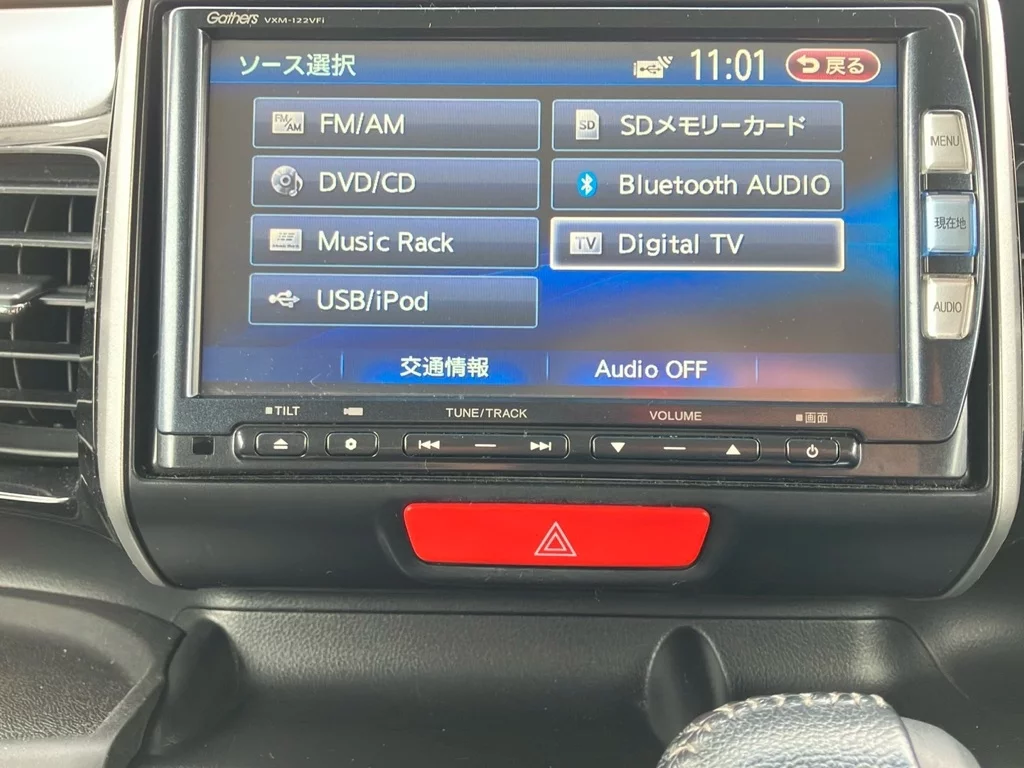 Gathers VXM-122VFi
ソース選択 11:01 戻る
FM/AM FM/AM
SD SDメモリーカード
MENU
DVD/CD
Bluetooth AUDIO
現在地
Music Rack
TV Digital TV
USB/iPod
AUDIO
交通情報 Audio OFF
TILT TUNE/TRACK VOLUME 画面